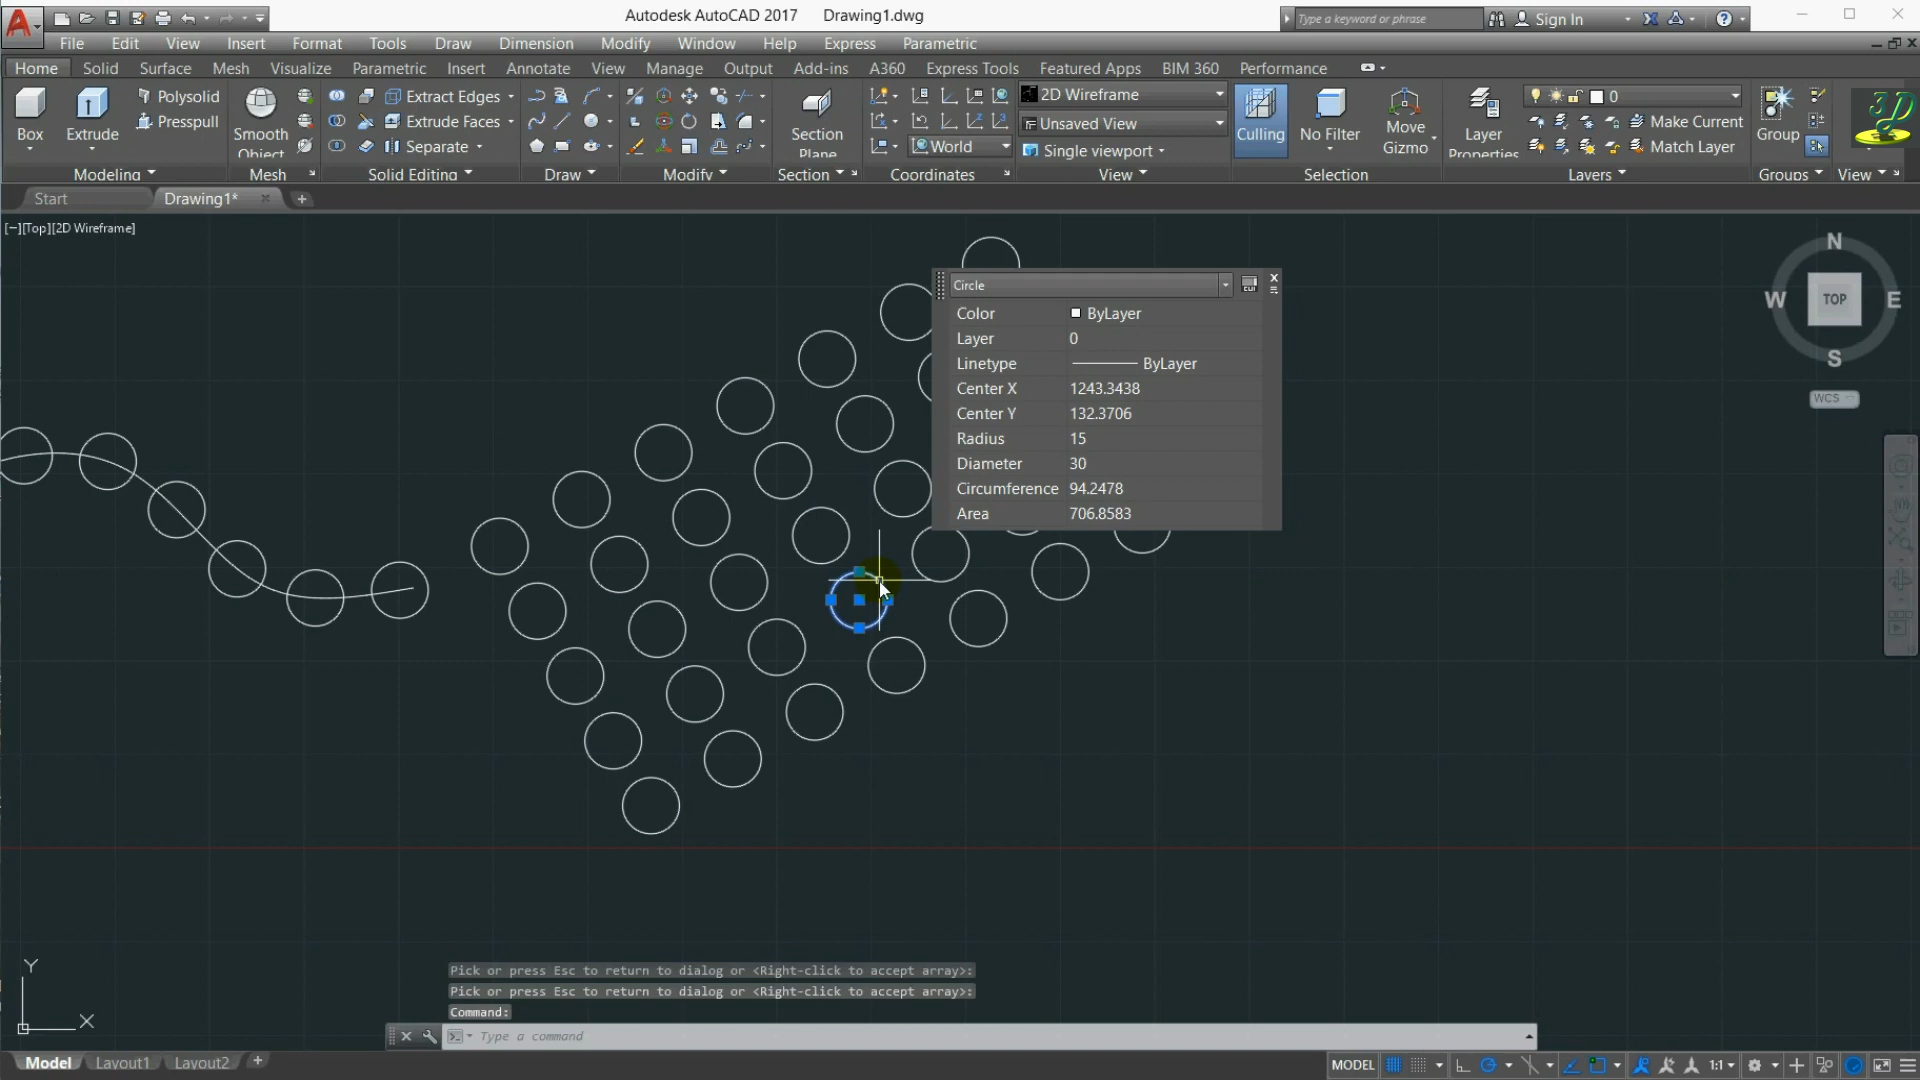 Autodesk AutoCAD 2017 Drawing1.dwg
Type a keyword or phrase Sign In
File Edit View Insert Format Tools Draw Dimension Modify Window Help Express Parametric
Home Solid Surface Mesh Visualize Parametric Insert Annotate View Manage Output Add-ins A360 Express Tools Featured Apps BIM 360 Performance
Box
Extrude
Polysolid
Presspull
Smooth
Object
Extract Edges
Extrude Faces
Separate
Section
Plane
World
2D Wireframe
Unsaved View
Single viewport
Culling
No Filter
Move
Gizmo
Layer
Properties
0
Make Current
Match Layer
Group
3D
Modeling Mesh Solid Editing Draw Modify Section Coordinates View Selection Layers Groups View
Start Drawing1*
[−][Top][2D Wireframe]
N
W TOP E
S
WCS
Circle
CUI
Color ByLayer
Layer 0
Linetype ByLayer
Center X 1243.3438
Center Y 132.3706
Radius 15
Diameter 30
Circumference 94.2478
Area 706.8583
Y
X
Pick or press Esc to return to dialog or <Right-click to accept array>:
Pick or press Esc to return to dialog or <Right-click to accept array>:
Command:
Type a command
Model Layout1 Layout2 +
MODEL 1:1